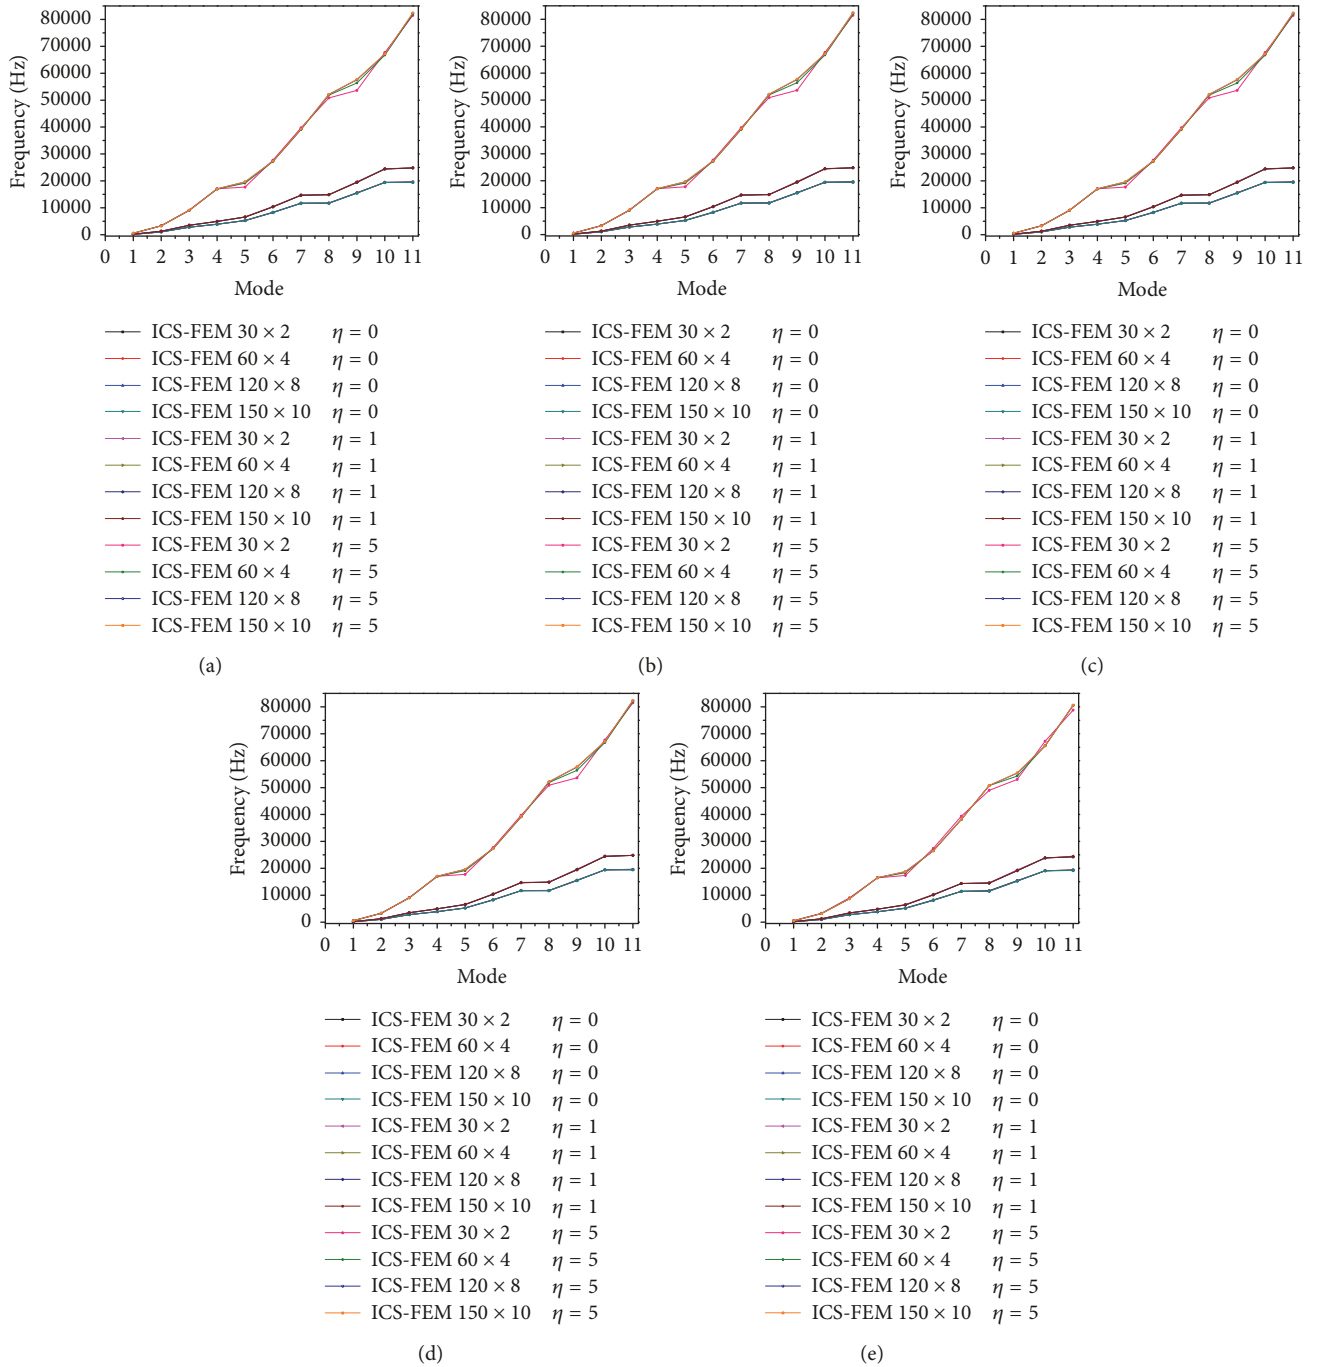 Frequency (Hz)
80000
70000
60000
50000
40000
30000
20000
10000
0
0 1 2 3 4 5 6 7 8 9 10 11
Mode
ICS-FEM 30 × 2 η = 0
ICS-FEM 60 × 4 η = 0
ICS-FEM 120 × 8 η = 0
ICS-FEM 150 × 10 η = 0
ICS-FEM 30 × 2 η = 1
ICS-FEM 60 × 4 η = 1
ICS-FEM 120 × 8 η = 1
ICS-FEM 150 × 10 η = 1
ICS-FEM 30 × 2 η = 5
ICS-FEM 60 × 4 η = 5
ICS-FEM 120 × 8 η = 5
ICS-FEM 150 × 10 η = 5
(a)
Frequency (Hz)
80000
70000
60000
50000
40000
30000
20000
10000
0
0 1 2 3 4 5 6 7 8 9 10 11
Mode
ICS-FEM 30 × 2 η = 0
ICS-FEM 60 × 4 η = 0
ICS-FEM 120 × 8 η = 0
ICS-FEM 150 × 10 η = 0
ICS-FEM 30 × 2 η = 1
ICS-FEM 60 × 4 η = 1
ICS-FEM 120 × 8 η = 1
ICS-FEM 150 × 10 η = 1
ICS-FEM 30 × 2 η = 5
ICS-FEM 60 × 4 η = 5
ICS-FEM 120 × 8 η = 5
ICS-FEM 150 × 10 η = 5
(b)
Frequency (Hz)
80000
70000
60000
50000
40000
30000
20000
10000
0
0 1 2 3 4 5 6 7 8 9 10 11
Mode
ICS-FEM 30 × 2 η = 0
ICS-FEM 60 × 4 η = 0
ICS-FEM 120 × 8 η = 0
ICS-FEM 150 × 10 η = 0
ICS-FEM 30 × 2 η = 1
ICS-FEM 60 × 4 η = 1
ICS-FEM 120 × 8 η = 1
ICS-FEM 150 × 10 η = 1
ICS-FEM 30 × 2 η = 5
ICS-FEM 60 × 4 η = 5
ICS-FEM 120 × 8 η = 5
ICS-FEM 150 × 10 η = 5
(c)
Frequency (Hz)
80000
70000
60000
50000
40000
30000
20000
10000
0
0 1 2 3 4 5 6 7 8 9 10 11
Mode
ICS-FEM 30 × 2 η = 0
ICS-FEM 60 × 4 η = 0
ICS-FEM 120 × 8 η = 0
ICS-FEM 150 × 10 η = 0
ICS-FEM 30 × 2 η = 1
ICS-FEM 60 × 4 η = 1
ICS-FEM 120 × 8 η = 1
ICS-FEM 150 × 10 η = 1
ICS-FEM 30 × 2 η = 5
ICS-FEM 60 × 4 η = 5
ICS-FEM 120 × 8 η = 5
ICS-FEM 150 × 10 η = 5
(d)
Frequency (Hz)
80000
70000
60000
50000
40000
30000
20000
10000
0
0 1 2 3 4 5 6 7 8 9 10 11
Mode
ICS-FEM 30 × 2 η = 0
ICS-FEM 60 × 4 η = 0
ICS-FEM 120 × 8 η = 0
ICS-FEM 150 × 10 η = 0
ICS-FEM 30 × 2 η = 1
ICS-FEM 60 × 4 η = 1
ICS-FEM 120 × 8 η = 1
ICS-FEM 150 × 10 η = 1
ICS-FEM 30 × 2 η = 5
ICS-FEM 60 × 4 η = 5
ICS-FEM 120 × 8 η = 5
ICS-FEM 150 × 10 η = 5
(e)